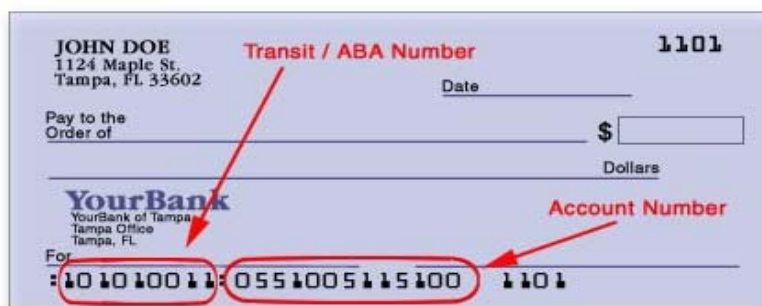 JOHN DOE Transit / ABA Number 1101
1124 Maple St.
Tampa, FL 33602
Date
Pay to the
Order of $
Dollars
YourBank
YourBank of Tampa
Tampa Office
Tampa, FL
Account Number
For
⑆101010011⑆0551005115100 1101